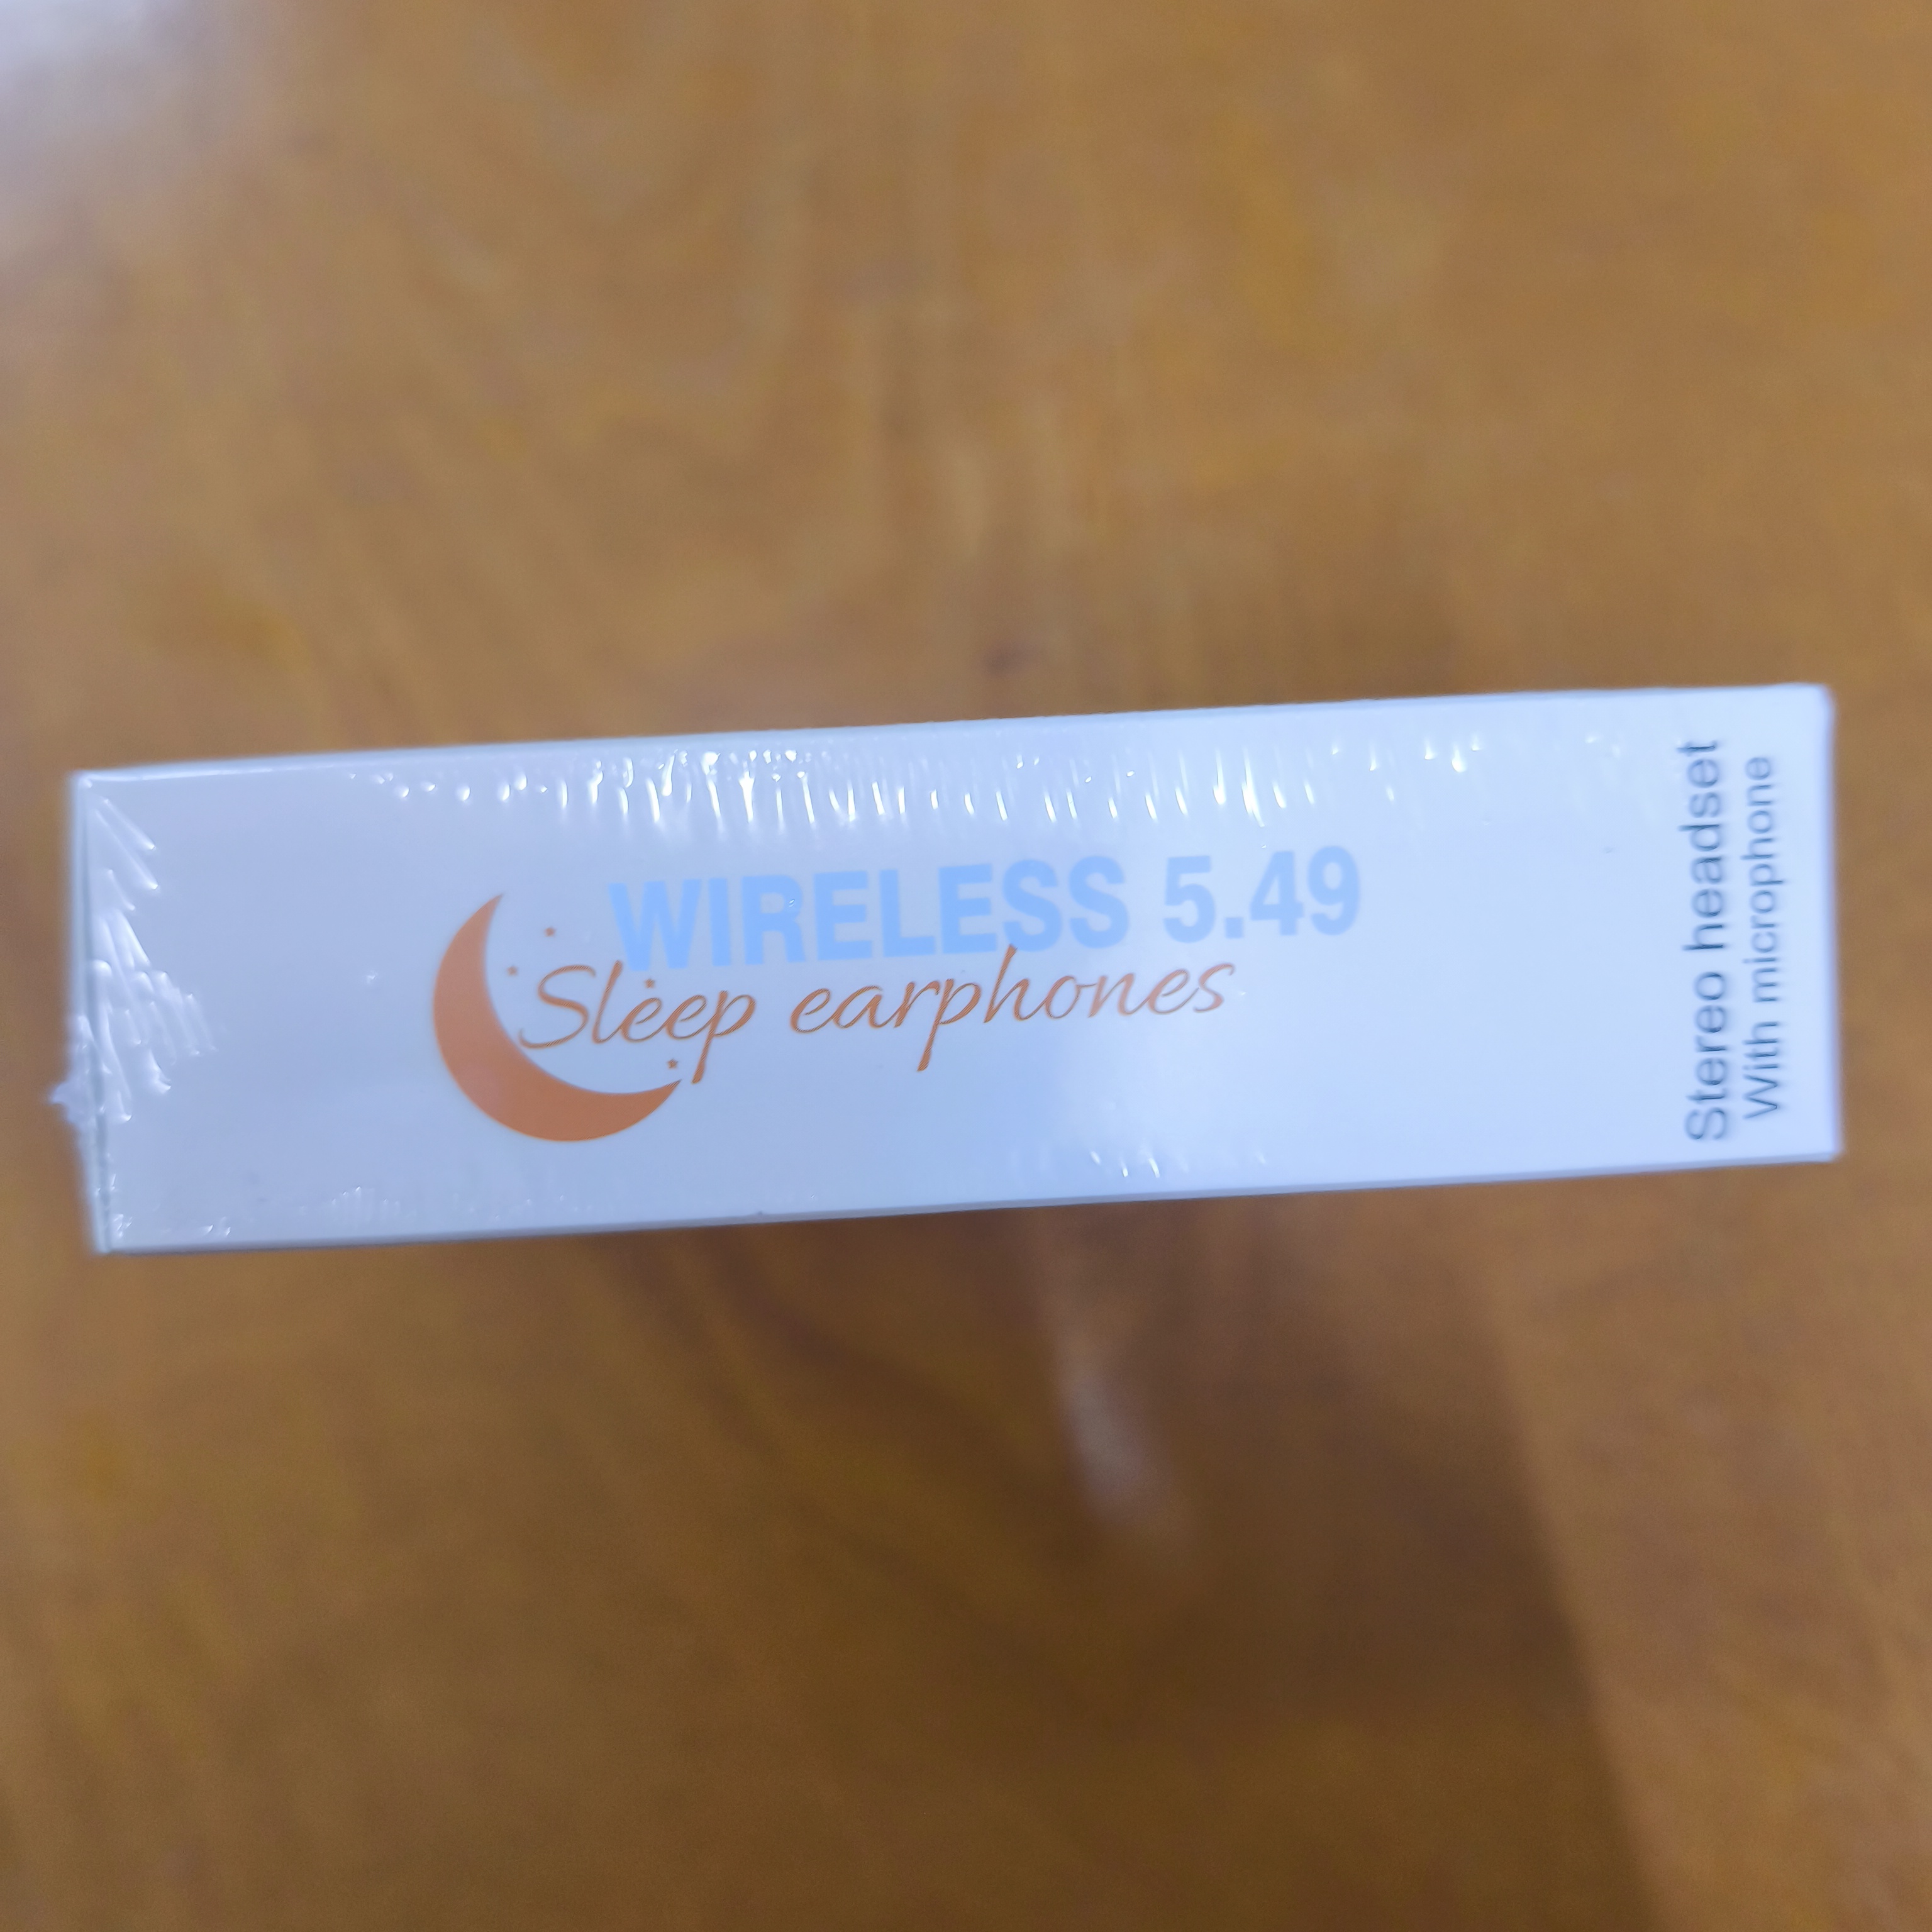 WIRELESS 5.49
Sleep earphones
Stereo headset
With microphone